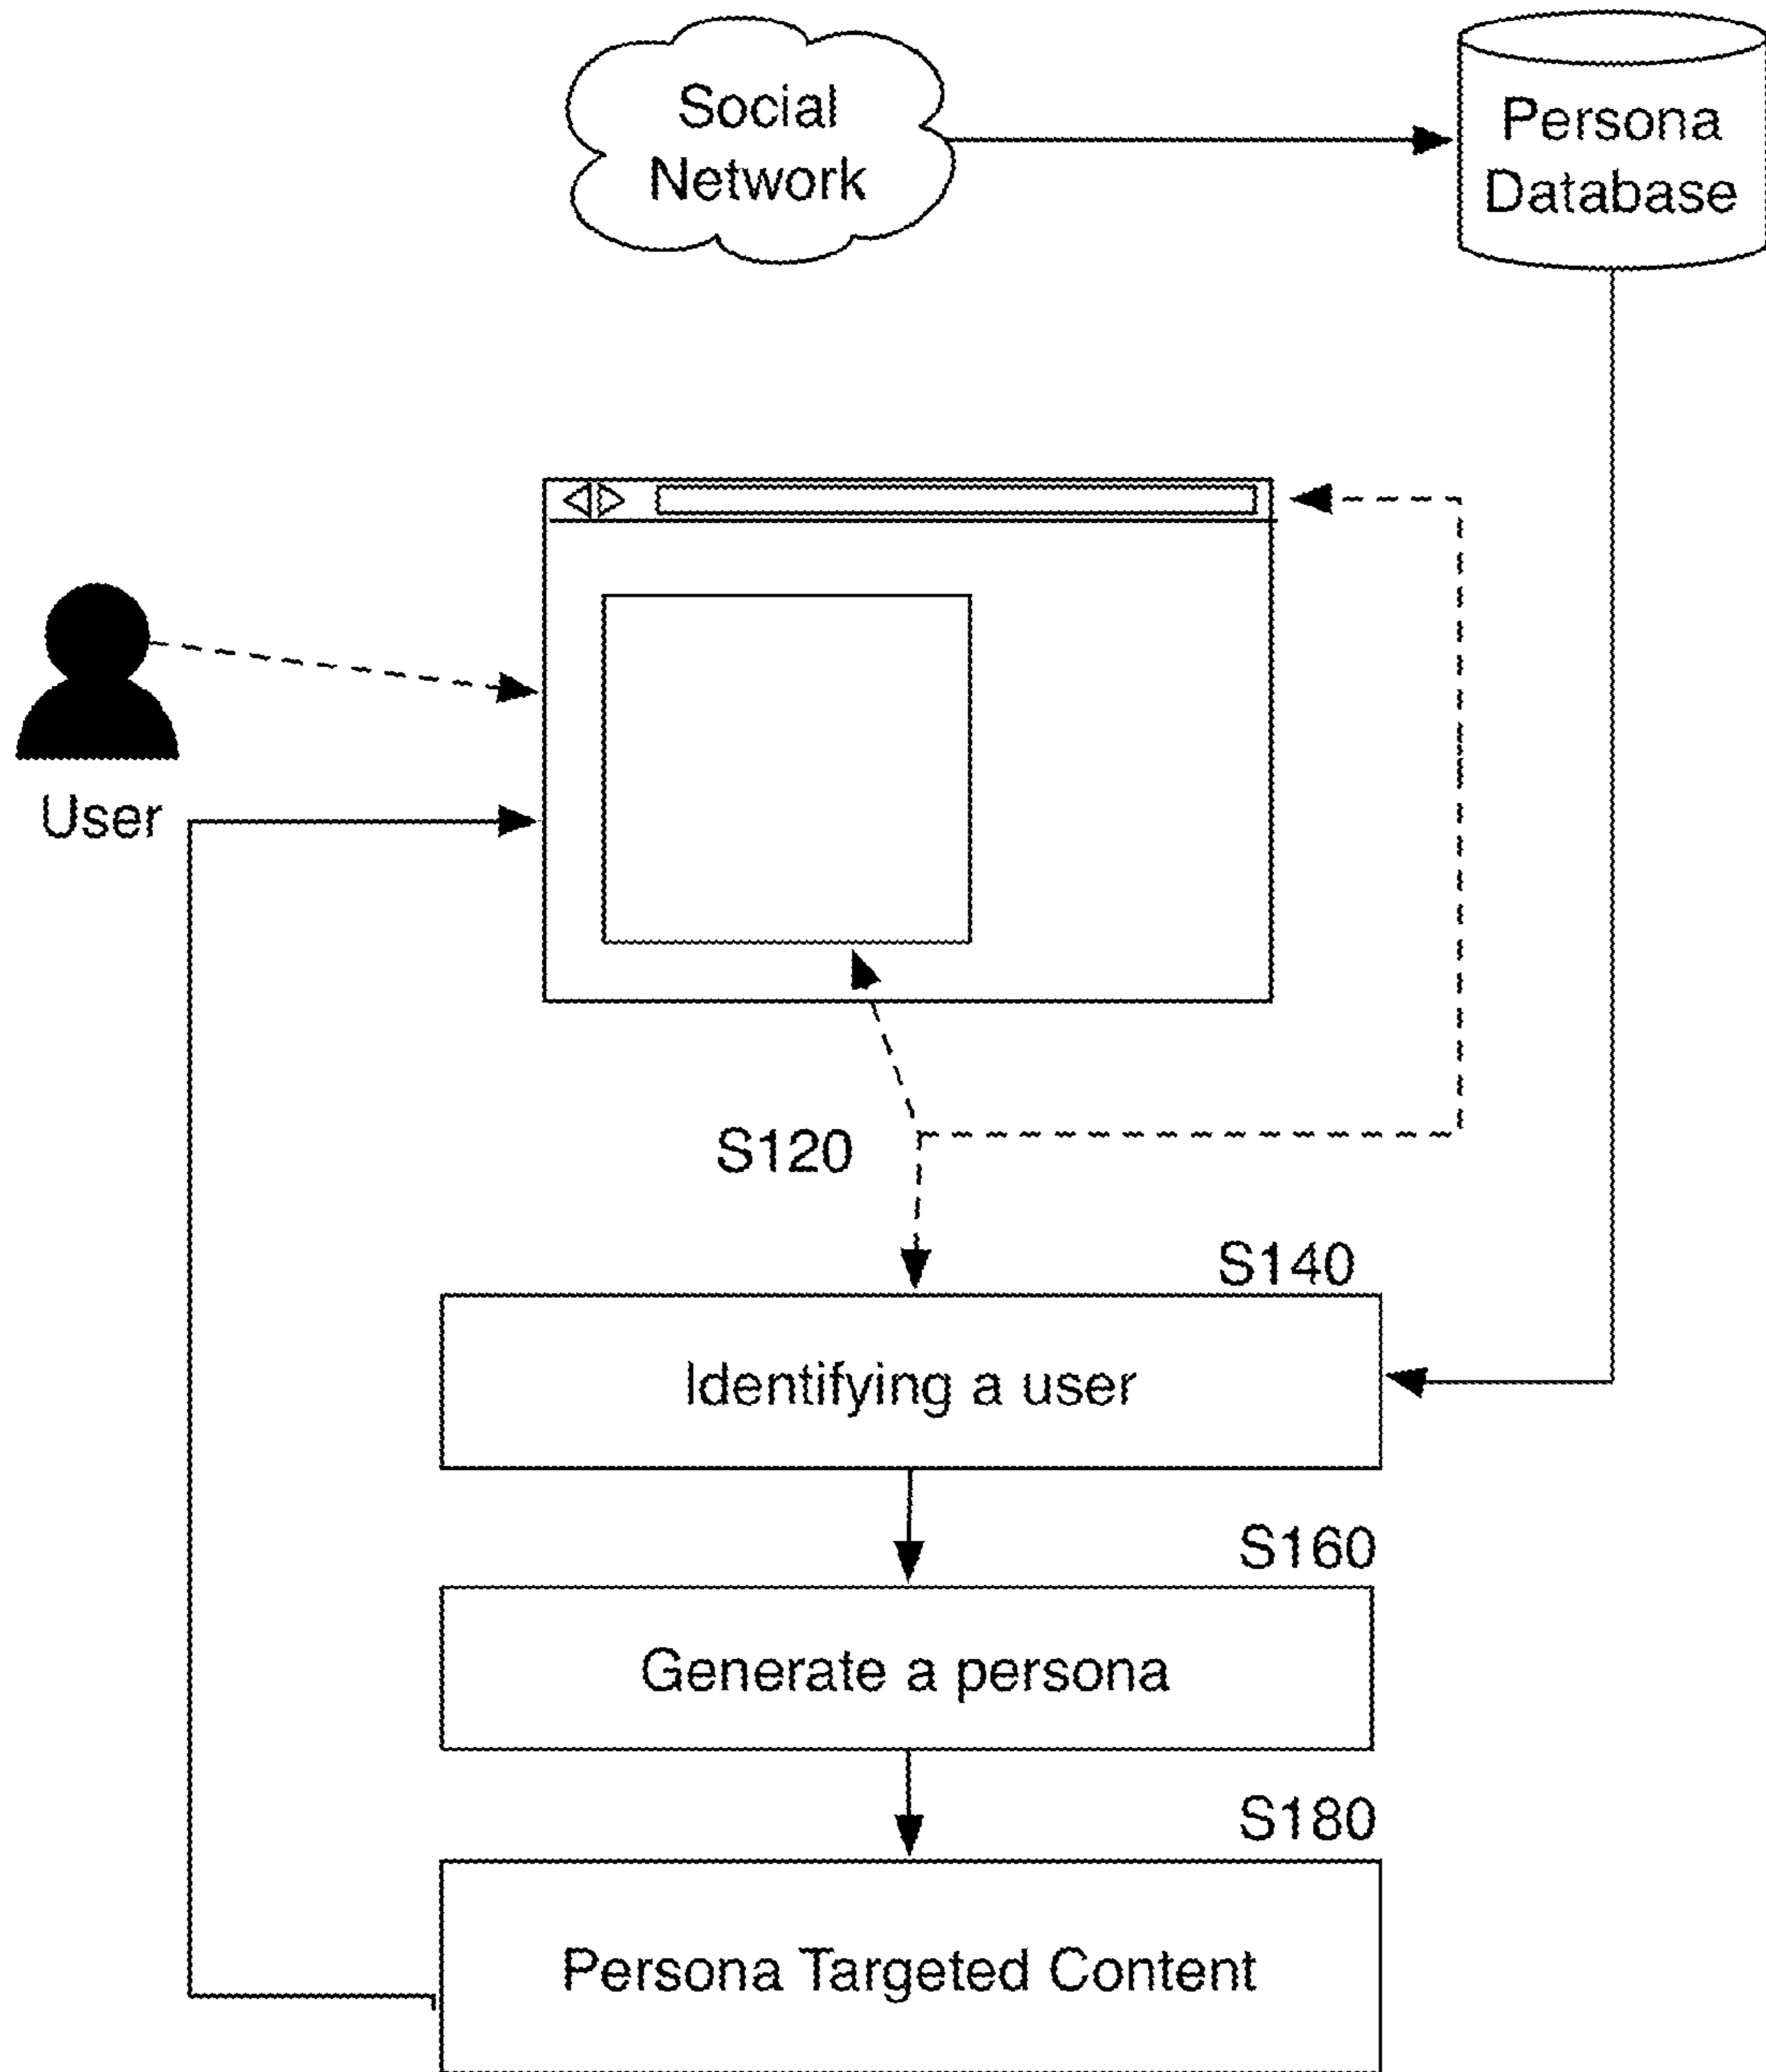 Social
Network
Persona
Database
User
S120
S140
Identifying a user
S160
Generate a persona
S180
Persona Targeted Content